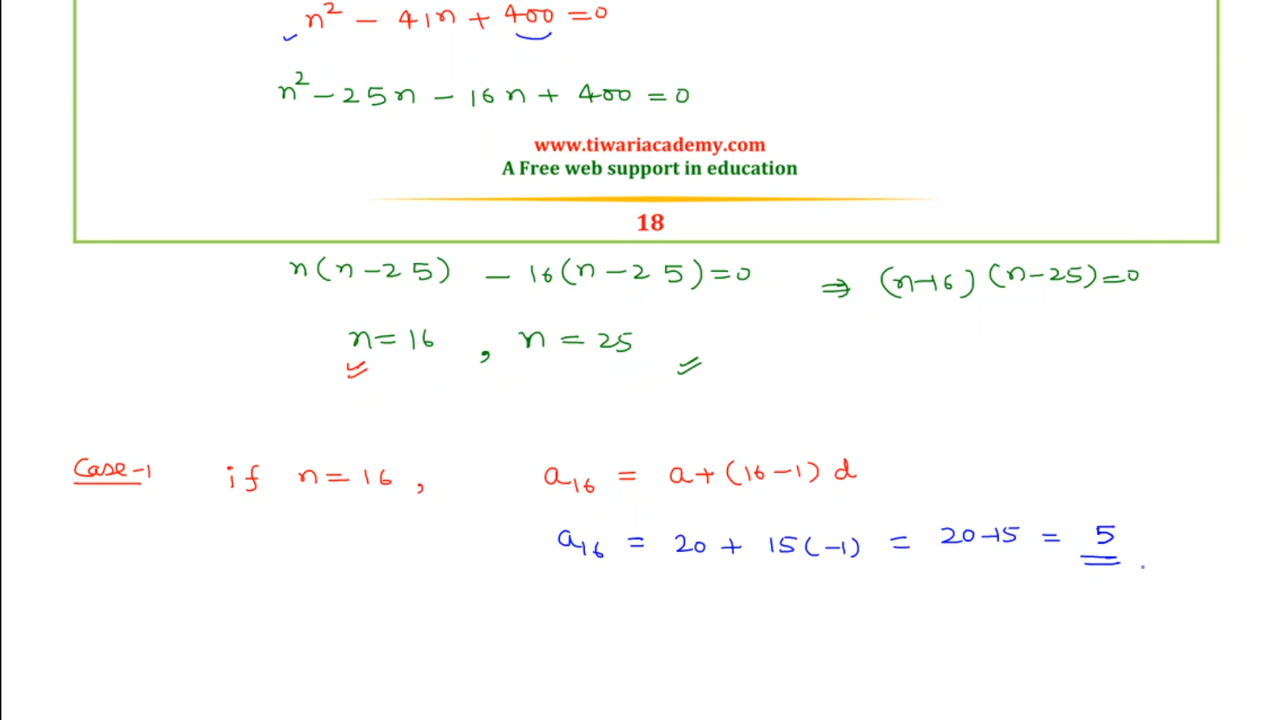 n² - 41n + 400 = 0
n² - 25n - 16n + 400 = 0
www.tiwariacademy.com
A Free web support in education
18
n(n-25) - 16(n-25)=0 ⇒ (n-16)(n-25)=0
n=16 , n = 25
Case-1 if n=16, a₁₆ = a+(16-1)d
a₁₆ = 20 + 15(-1) = 20-15 = 5